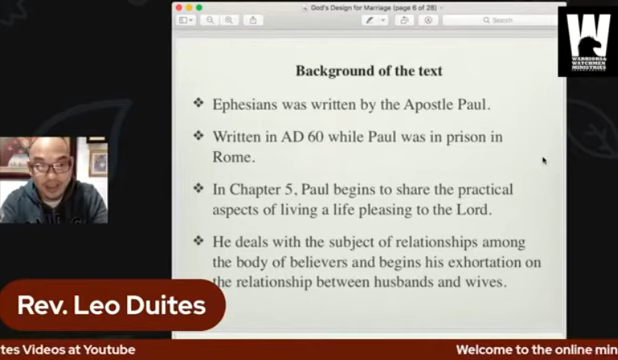 God's Design for Marriage (page 6 of 28)
Search
WARRIORS &
WATCHMEN
MINISTRIES
Background of the text
❖ Ephesians was written by the Apostle Paul.
❖ Written in AD 60 while Paul was in prison in
Rome.
❖ In Chapter 5, Paul begins to share the practical
aspects of living a life pleasing to the Lord.
❖ He deals with the subject of relationships among
the body of believers and begins his exhortation on
the relationship between husbands and wives.
Rev. Leo Duites
tes Videos at Youtube
Welcome to the online min